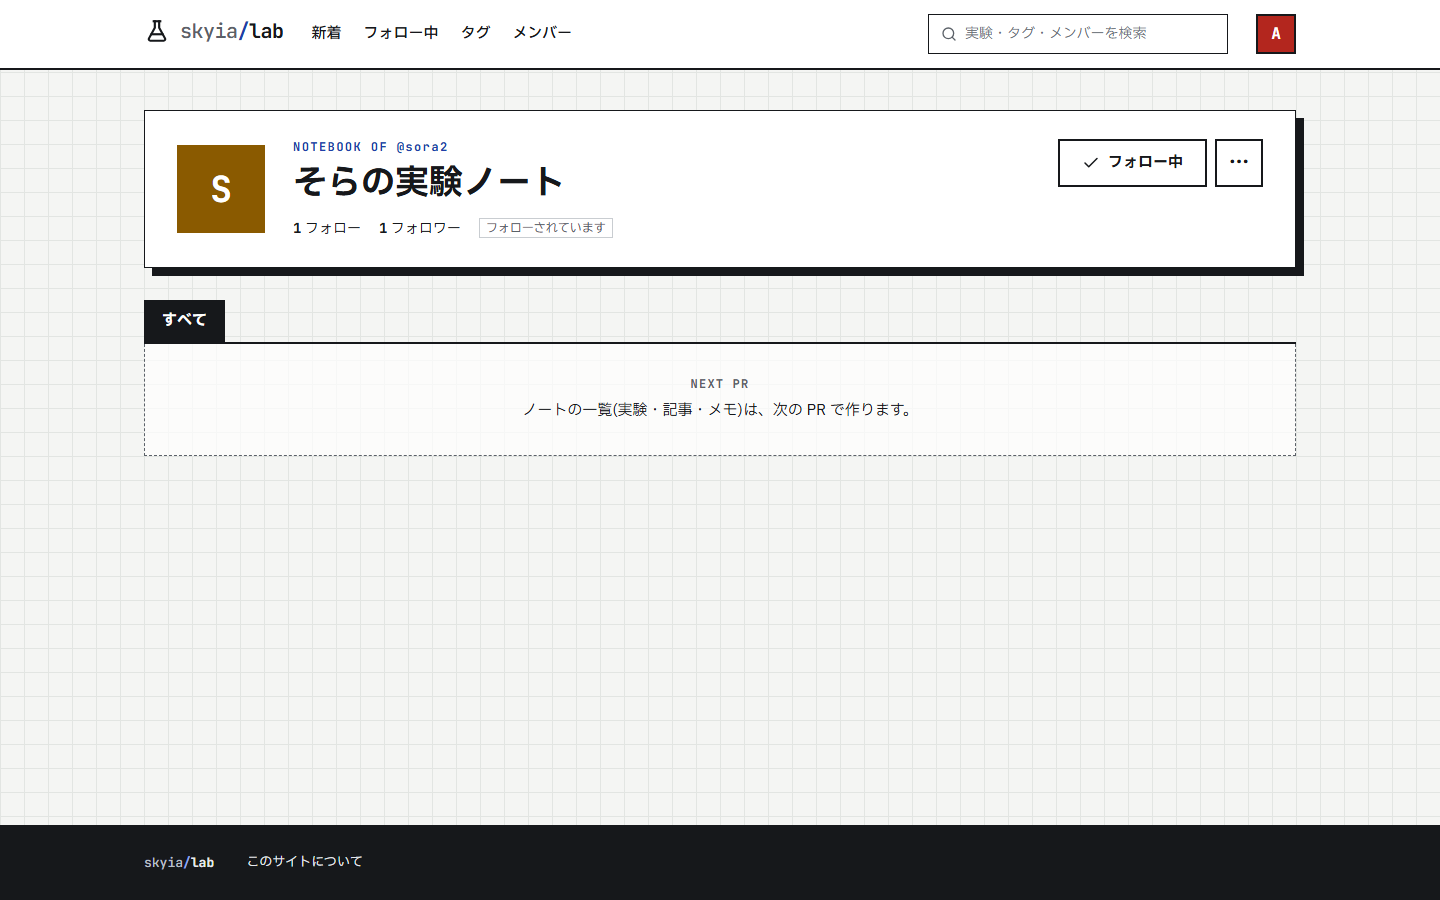 skyia/lab 新着 フォロー中 タグ メンバー 実験・タグ・メンバーを検索 A
S
NOTEBOOK OF @sora2
そらの実験ノート
1 フォロー 1 フォロワー フォローされています
フォロー中 ···
すべて
NEXT PR
ノートの一覧(実験・記事・メモ)は、次の PR で作ります。
skyia/lab このサイトについて